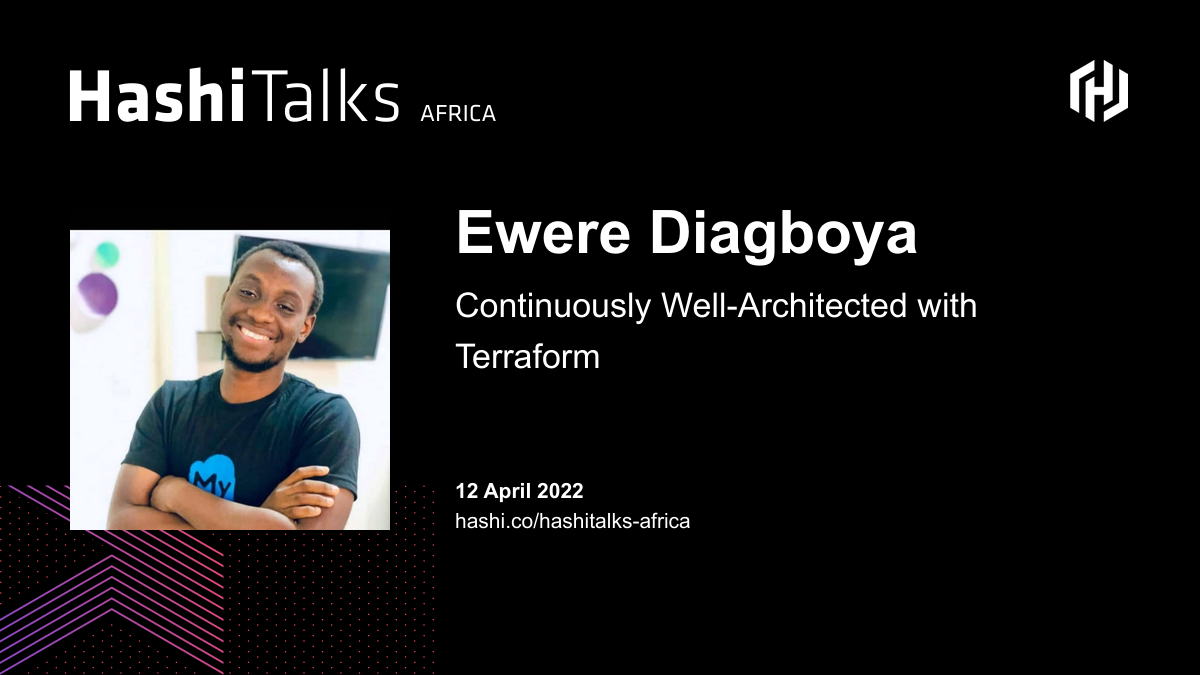 HashiTalks AFRICA
Ewere Diagboya
Continuously Well-Architected with
Terraform
My
12 April 2022
hashi.co/hashitalks-africa